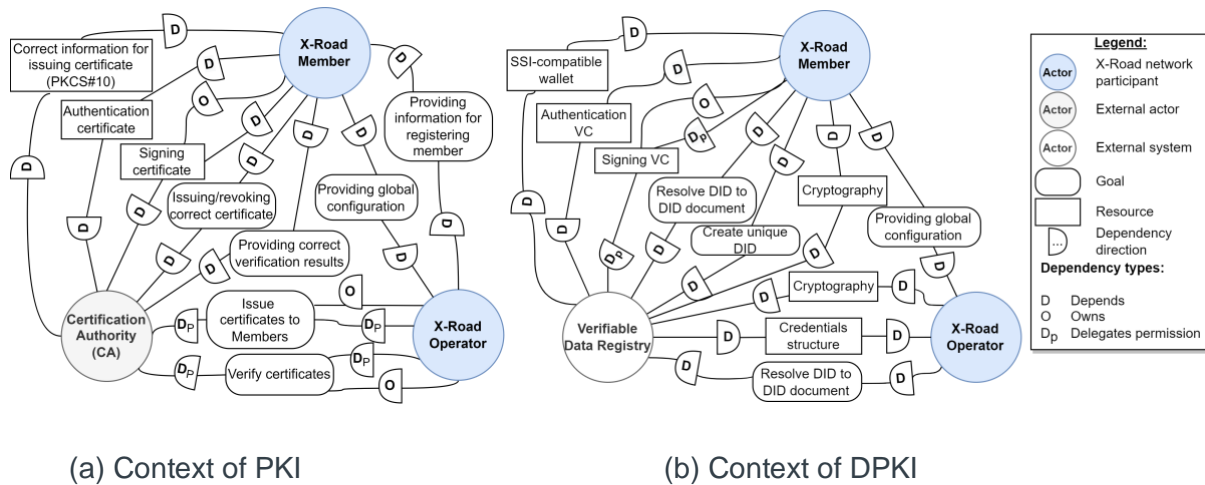 Correct information for
issuing certificate
(PKCS#10)
D
X-Road
Member
D
D
Authentication
certificate
O
D
D
Signing
certificate
D
D
D
D
Providing
information for
registering
member
Issuing/revoking
correct certificate
Providing
global
configuration
D
D
D
D
D
D
D
Providing correct
verification results
Certification
Authority
(CA)
Issue
certificates to
Members
O
DP
DP
X-Road
Operator
DP
Verify certificates
DP
O
(a) Context of PKI
SSI-compatible
wallet
D
X-Road
Member
D
Authentication
VC
O
DP
D
D
D
D
Signing VC
D
D
DP
D
Resolve DID to
DID document
Cryptography
Create unique
DID
D
D
Providing global
configuration
D
D
Verifiable
Data Registry
D
Cryptography
D
D
Credentials
structure
D
X-Road
Operator
D
Resolve DID to
DID document
D
(b) Context of DPKI
Legend:
Actor
X-Road network
participant
Actor
External actor
Actor
External system
Goal
Resource
...
Dependency
direction
Dependency types:
D Depends
O Owns
Dp Delegates permission